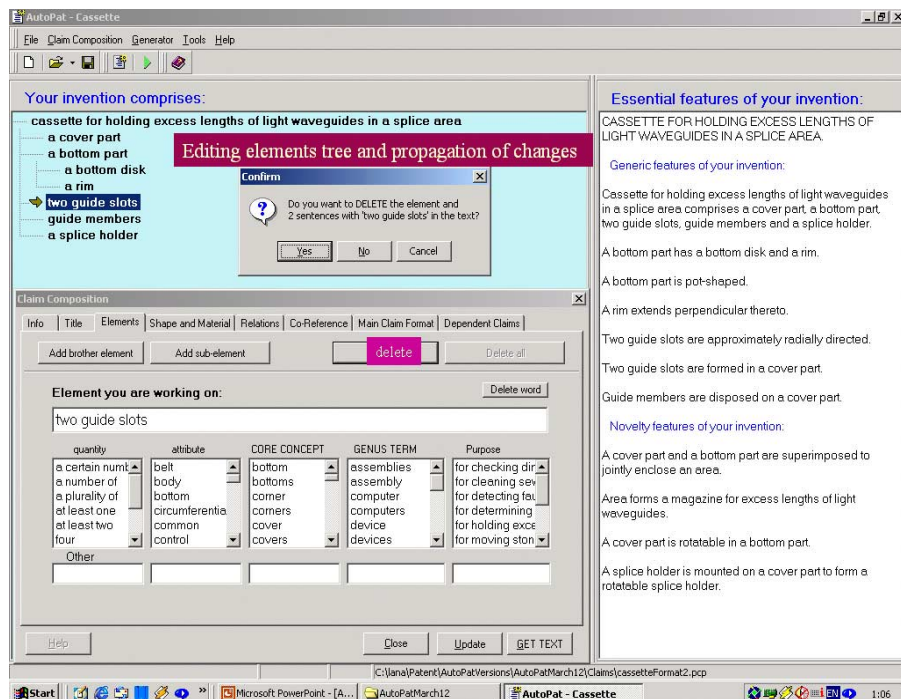 AutoPat - Cassette
File Claim Composition Generator Tools Help
Your invention comprises:
cassette for holding excess lengths of light waveguides in a splice area
a cover part
a bottom part
a bottom disk
a rim
two guide slots
guide members
a splice holder
Editing elements tree and propagation of changes
Confirm
Do you want to DELETE the element and
2 sentences with 'two guide slots' in the text?
Yes No Cancel
Claim Composition
Info Title Elements Shape and Material Relations Co-Reference Main Claim Format Dependent Claims
Add brother element Add sub-element delete Delete all
Element you are working on: Delete word
two guide slots
quantity attribute CORE CONCEPT GENUS TERM Purpose
a certain numb belt bottom assemblies for checking dir
a number of body bottoms assembly for cleaning sew
a plurality of bottom corner computer for detecting fau
at least one circumferentia corners computers for determining
at least two common cover device for holding exce
four control covers devices for moving ston
Other
Help Close Update GET TEXT
Essential features of your invention:
CASSETTE FOR HOLDING EXCESS LENGTHS OF
LIGHT WAVEGUIDES IN A SPLICE AREA.
Generic features of your invention:
Cassette for holding excess lengths of light waveguides
in a splice area comprises a cover part, a bottom part,
two guide slots, guide members and a splice holder.
A bottom part has a bottom disk and a rim.
A bottom part is pot-shaped.
A rim extends perpendicular thereto.
Two guide slots are approximately radially directed.
Two guide slots are formed in a cover part.
Guide members are disposed on a cover part.
Novelty features of your invention:
A cover part and a bottom part are superimposed to
jointly enclose an area.
Area forms a magazine for excess lengths of light
waveguides.
A cover part is rotatable in a bottom part.
A splice holder is mounted on a cover part to form a
rotatable splice holder.
C:\lana\Patent\AutoPatVersions\AutoPatMarch12\Claims\cassetteFormat2.pcp
Start » Microsoft PowerPoint - [A... AutoPatMarch12 AutoPat - Cassette EN 1:06